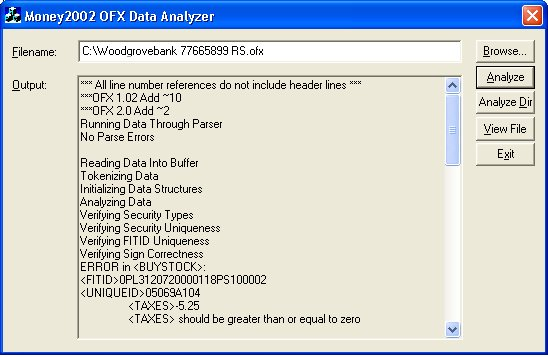 Money2002 OFX Data Analyzer
Filename:
C:\Woodgrovebank 77665899 RS.ofx
Browse...
Output:
*** All line number references do not include header lines ***
***OFX 1.02 Add ~10
***OFX 2.0 Add ~2
Running Data Through Parser
No Parse Errors
Reading Data Into Buffer
Tokenizing Data
Initializing Data Structures
Analyzing Data
Verifying Security Types
Verifying Security Uniqueness
Verifying FITID Uniqueness
Verifying Sign Correctness
ERROR in <BUYSTOCK>:
<FITID>0PL3120720000118PS100002
<UNIQUEID>05069A104
<TAXES>-5.25
<TAXES> should be greater than or equal to zero
Analyze
Analyze Dir
View File
Exit